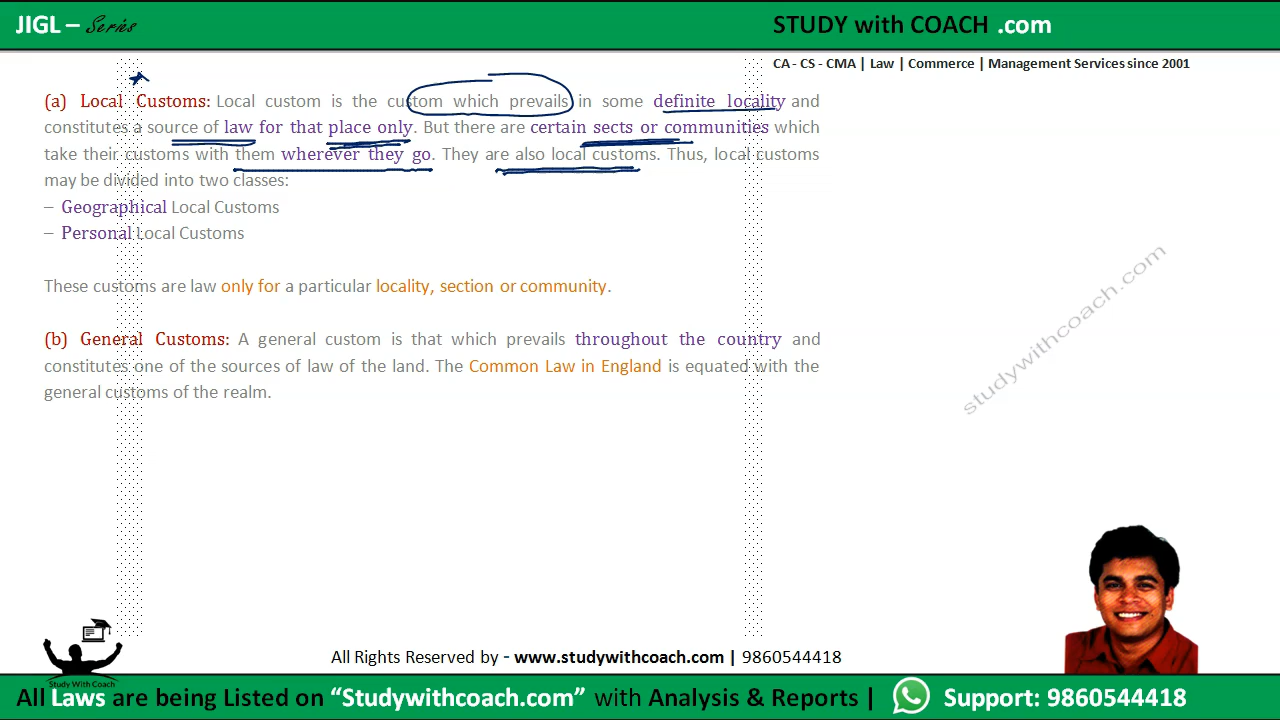 JIGL – Series
STUDY with COACH .com
CA - CS - CMA | Law | Commerce | Management Services since 2001
(a) Local Customs: Local custom is the custom which prevails in some definite locality and
constitutes a source of law for that place only. But there are certain sects or communities which
take their customs with them wherever they go. They are also local customs. Thus, local customs
may be divided into two classes:
– Geographical Local Customs
– Personal Local Customs
These customs are law only for a particular locality, section or community.
(b) General Customs: A general custom is that which prevails throughout the country and
constitutes one of the sources of law of the land. The Common Law in England is equated with the
general customs of the realm.
studywithcoach.com
Study With Coach
All Rights Reserved by - www.studywithcoach.com | 9860544418
All Laws are being Listed on “Studywithcoach.com” with Analysis & Reports | Support: 9860544418